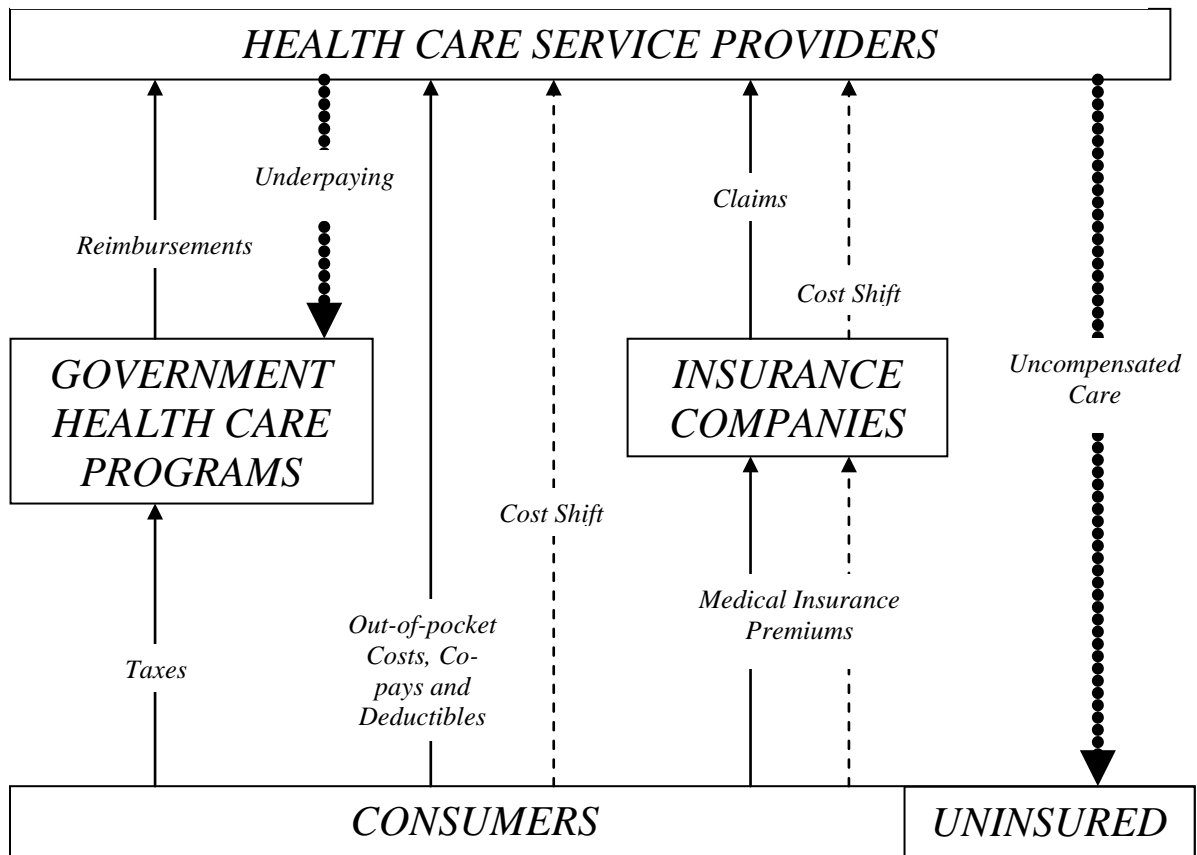 HEALTH CARE SERVICE PROVIDERS
Underpaying
Claims
Reimbursements
Cost Shift
GOVERNMENT
HEALTH CARE
PROGRAMS
INSURANCE
COMPANIES
Uncompensated
Care
Cost Shift
Medical Insurance
Premiums
Out-of-pocket
Costs, Co-
pays and
Deductibles
Taxes
CONSUMERS
UNINSURED